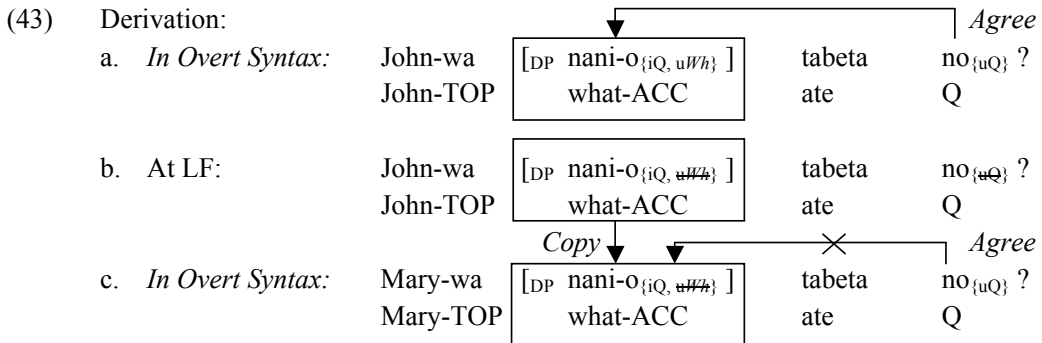 (43) Derivation: Agree
a. In Overt Syntax: John-wa [DP nani-o{iQ, uWh} ] tabeta no{uQ} ?
John-TOP what-ACC ate Q
b. At LF: John-wa [DP nani-o{iQ, uWh} ] tabeta no{uQ} ?
John-TOP what-ACC ate Q
Copy Agree
c. In Overt Syntax: Mary-wa [DP nani-o{iQ, uWh} ] tabeta no{uQ} ?
Mary-TOP what-ACC ate Q